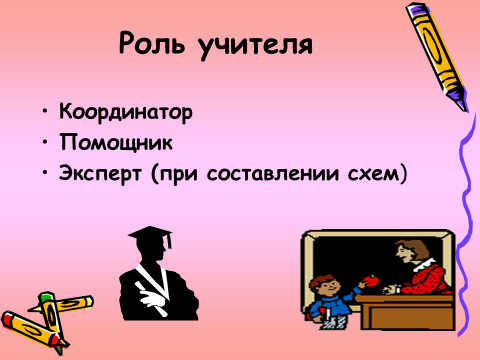 Роль учителя
• Координатор
• Помощник
• Эксперт (при составлении схем)